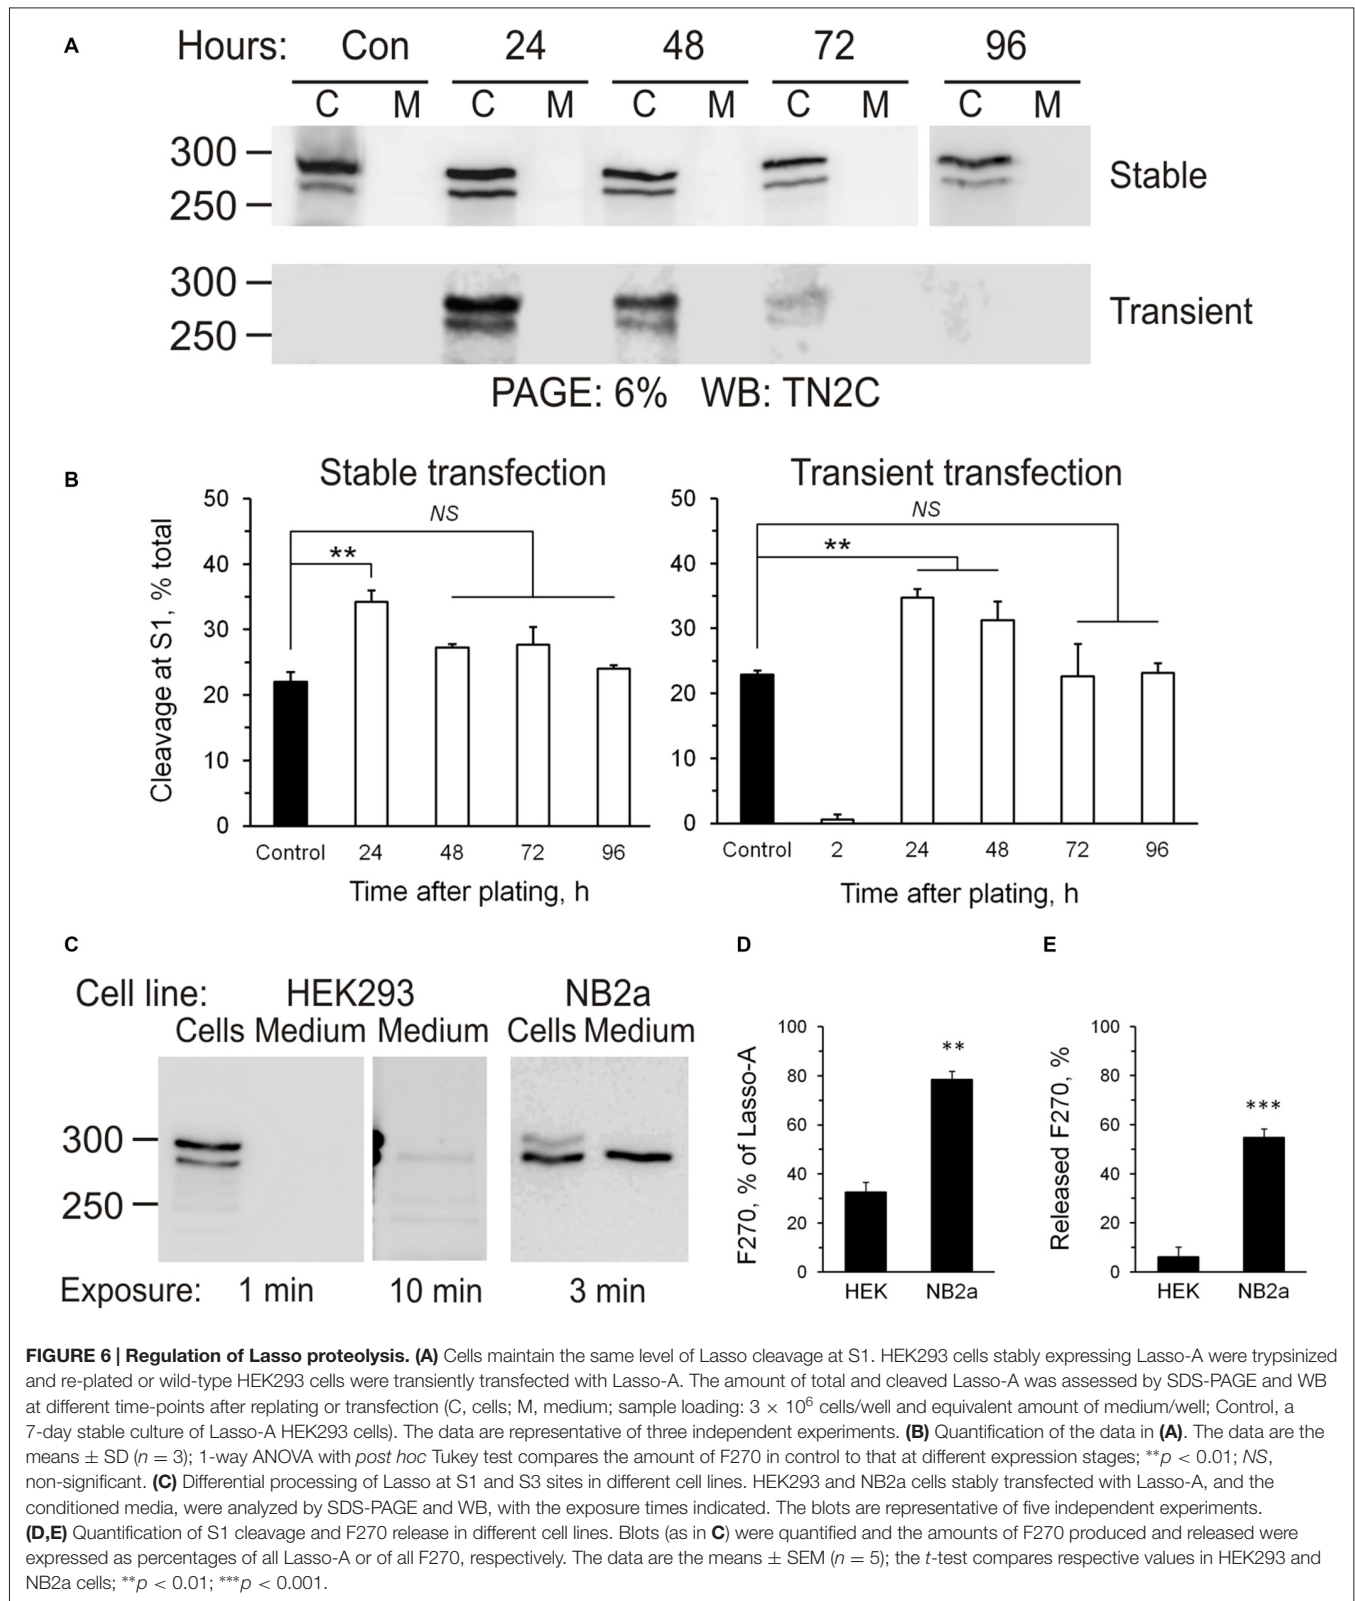 A
Hours: Con 24 48 72 96
C M C M C M C M C M
300
250
Stable
300
250
Transient
PAGE: 6% WB: TN2C
B
Stable transfection
Cleavage at S1, % total
50
40
30
20
10
0
NS
**
Control 24 48 72 96
Time after plating, h
Transient transfection
50
40
30
20
10
0
NS
**
Control 2 24 48 72 96
Time after plating, h
C
Cell line: HEK293 NB2a
Cells Medium Medium Cells Medium
300
250
Exposure: 1 min 10 min 3 min
D
F270, % of Lasso-A
100
80
60
40
20
0
**
HEK NB2a
E
Released F270, %
100
80
60
40
20
0
***
HEK NB2a
FIGURE 6 | Regulation of Lasso proteolysis. (A) Cells maintain the same level of Lasso cleavage at S1. HEK293 cells stably expressing Lasso-A were trypsinized
and re-plated or wild-type HEK293 cells were transiently transfected with Lasso-A. The amount of total and cleaved Lasso-A was assessed by SDS-PAGE and WB
at different time-points after replating or transfection (C, cells; M, medium; sample loading: 3 × 10⁶ cells/well and equivalent amount of medium/well; Control, a
7-day stable culture of Lasso-A HEK293 cells). The data are representative of three independent experiments. (B) Quantification of the data in (A). The data are the
means ± SD (n = 3); 1-way ANOVA with post hoc Tukey test compares the amount of F270 in control to that at different expression stages; **p < 0.01; NS,
non-significant. (C) Differential processing of Lasso at S1 and S3 sites in different cell lines. HEK293 and NB2a cells stably transfected with Lasso-A, and the
conditioned media, were analyzed by SDS-PAGE and WB, with the exposure times indicated. The blots are representative of five independent experiments.
(D,E) Quantification of S1 cleavage and F270 release in different cell lines. Blots (as in C) were quantified and the amounts of F270 produced and released were
expressed as percentages of all Lasso-A or of all F270, respectively. The data are the means ± SEM (n = 5); the t-test compares respective values in HEK293 and
NB2a cells; **p < 0.01; ***p < 0.001.